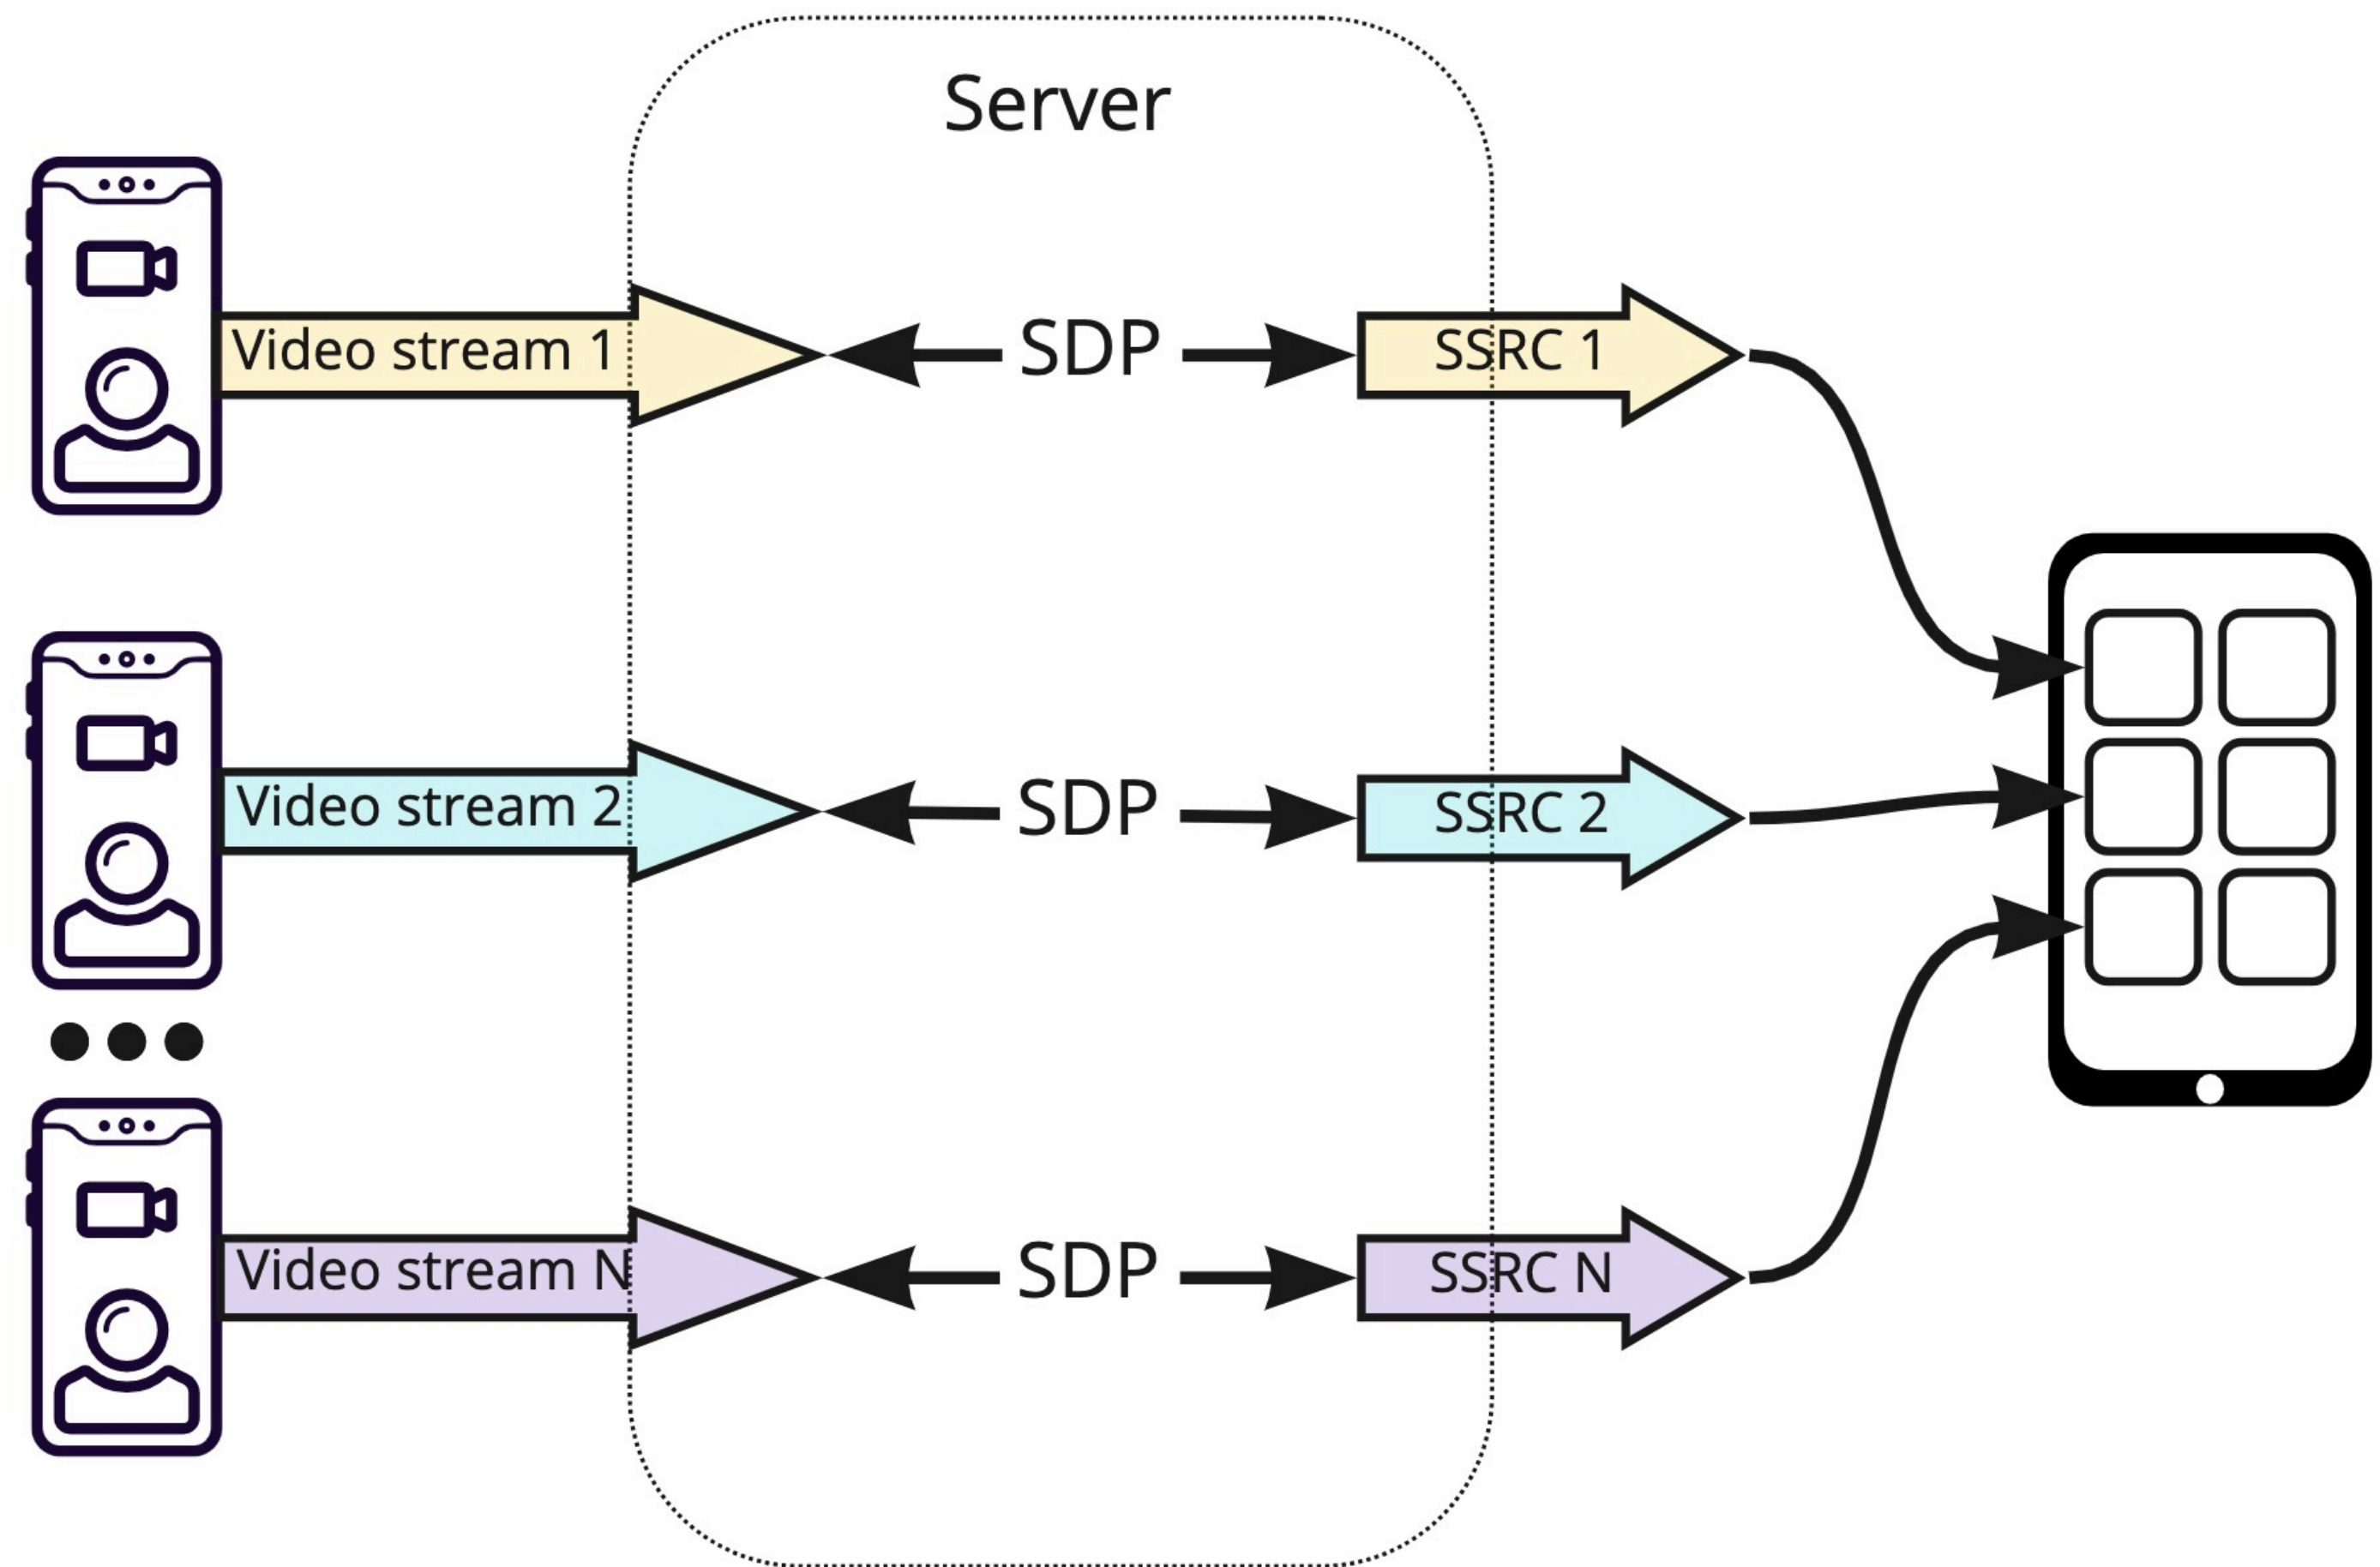 Server
Video stream 1
SDP
SSRC 1
Video stream 2
SDP
SSRC 2
Video stream N
SDP
SSRC N